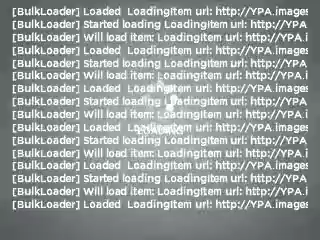 [BulkLoader] Loaded LoadingItem url: http://YPA.images
[BulkLoader] Started loading LoadingItem url: http://YPA
[BulkLoader] Will load item: LoadingItem url: http://YPA.i
[BulkLoader] Loaded LoadingItem url: http://YPA.images
[BulkLoader] Started loading LoadingItem url: http://YPA
[BulkLoader] Will load item: LoadingItem url: http://YPA.i
[BulkLoader] Loaded LoadingItem url: http://YPA.images
[BulkLoader] Started loading LoadingItem url: http://YPA
[BulkLoader] Will load item: LoadingItem url: http://YPA.i
[BulkLoader] Loaded LoadingItem url: http://YPA.images
[BulkLoader] Started loading LoadingItem url: http://YPA
[BulkLoader] Will load item: LoadingItem url: http://YPA.i
[BulkLoader] Loaded LoadingItem url: http://YPA.images
[BulkLoader] Started loading LoadingItem url: http://YPA
[BulkLoader] Will load item: LoadingItem url: http://YPA.i
[BulkLoader] Loaded LoadingItem url: http://YPA.images